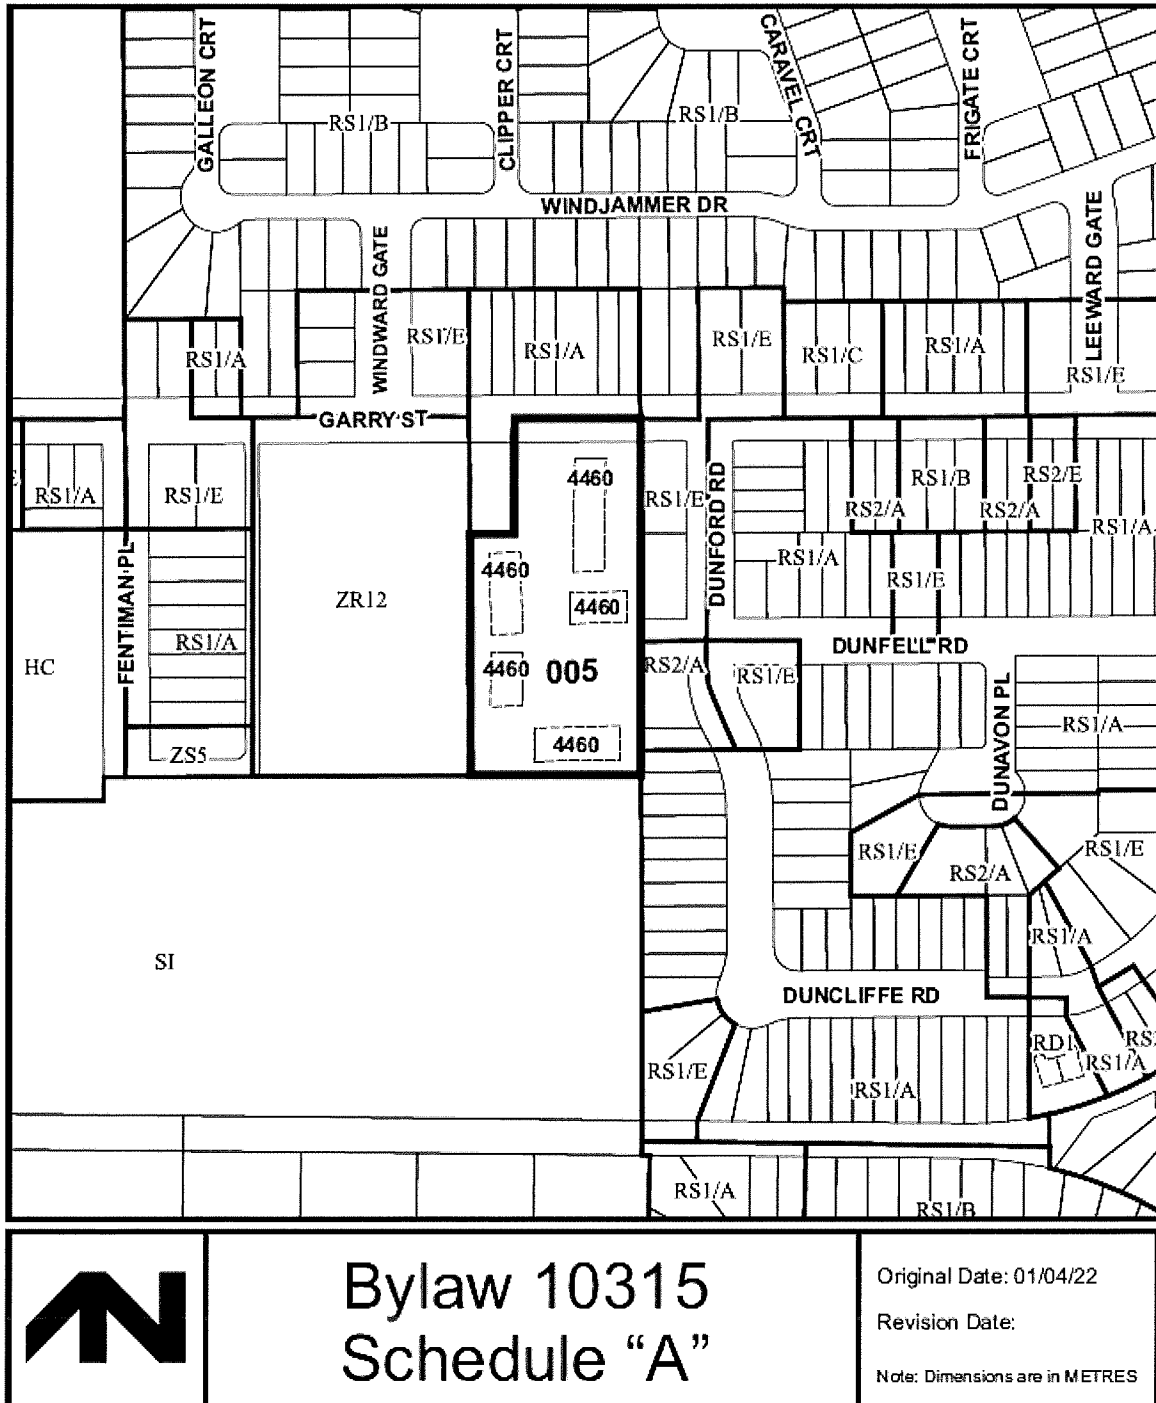 GALLEON CRT
CLIPPER CRT
CARAVEL CRT
FRIGATE CRT
RS1/B
RS1/B
WINDJAMMER DR
WINDWARD GATE
LEEWARD GATE
RS1/A
RS1/E
RS1/A
RS1/E
RS1/C
RS1/A
RS1/E
GARRY ST
RS1/A
RS1/E
4460
RS1/E
DUNFORD RD
RS2/A
RS1/B
RS2/A
RS2/E
RS1/A
FENTIMAN PL
ZR12
4460
4460
RS1/A
RS1/E
HC
RS1/A
4460
005
RS2/A
RS1/E
DUNFELL RD
DUNAVON PL
RS1/A
ZS5
4460
RS1/E
RS2/A
RS1/E
SI
RS1/A
DUNCLIFFE RD
RS1/E
RS1/A
RD1
RS1/A
RS1/A
RS1/B
Bylaw 10315
Schedule “A”
Original Date: 01/04/22
Revision Date:
Note: Dimensions are in METRES